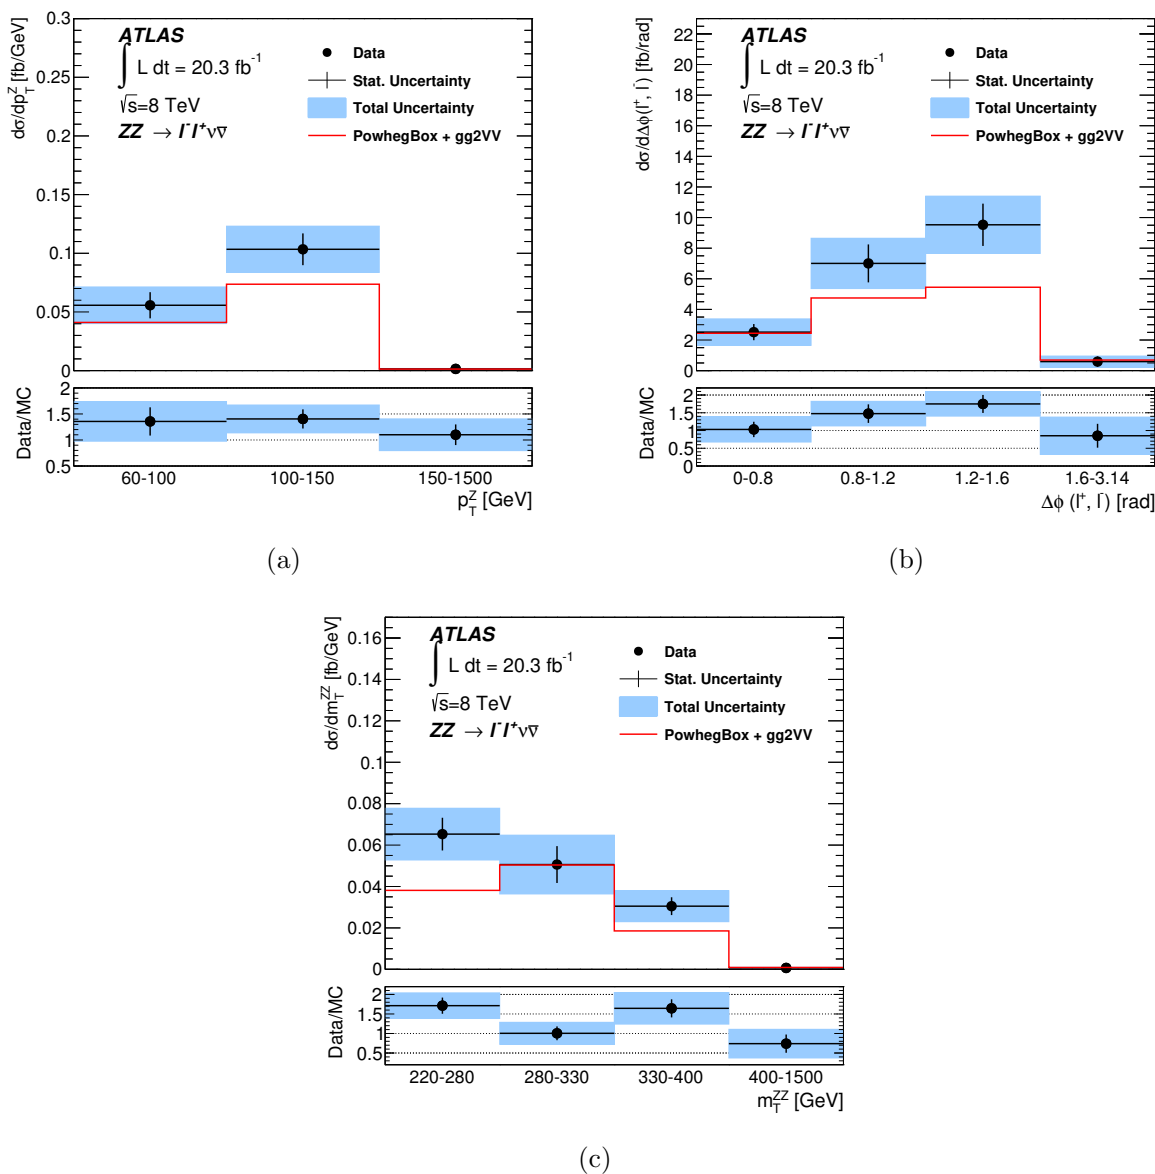 dσ/dp_T^Z [fb/GeV]
0.3
0.25
0.2
0.15
0.1
0.05
0
ATLAS
∫ L dt = 20.3 fb⁻¹
√s=8 TeV
ZZ → l⁻l⁺νν̄
Data
Stat. Uncertainty
Total Uncertainty
PowhegBox + gg2VV
Data/MC
2
1.5
1
0.5
60-100 100-150 150-1500
p_T^Z [GeV]
(a)
dσ/dΔϕ(l⁺, l⁻) [fb/rad]
22
20
18
16
14
12
10
8
6
4
2
0
ATLAS
∫ L dt = 20.3 fb⁻¹
√s=8 TeV
ZZ → l⁻l⁺νν̄
Data
Stat. Uncertainty
Total Uncertainty
PowhegBox + gg2VV
Data/MC
2
1.5
1
0.5
0
0-0.8 0.8-1.2 1.2-1.6 1.6-3.14
Δϕ (l⁺, l⁻) [rad]
(b)
dσ/dm_T^ZZ [fb/GeV]
0.16
0.14
0.12
0.1
0.08
0.06
0.04
0.02
0
ATLAS
∫ L dt = 20.3 fb⁻¹
√s=8 TeV
ZZ → l⁻l⁺νν̄
Data
Stat. Uncertainty
Total Uncertainty
PowhegBox + gg2VV
Data/MC
2
1.5
1
0.5
220-280 280-330 330-400 400-1500
m_T^ZZ [GeV]
(c)